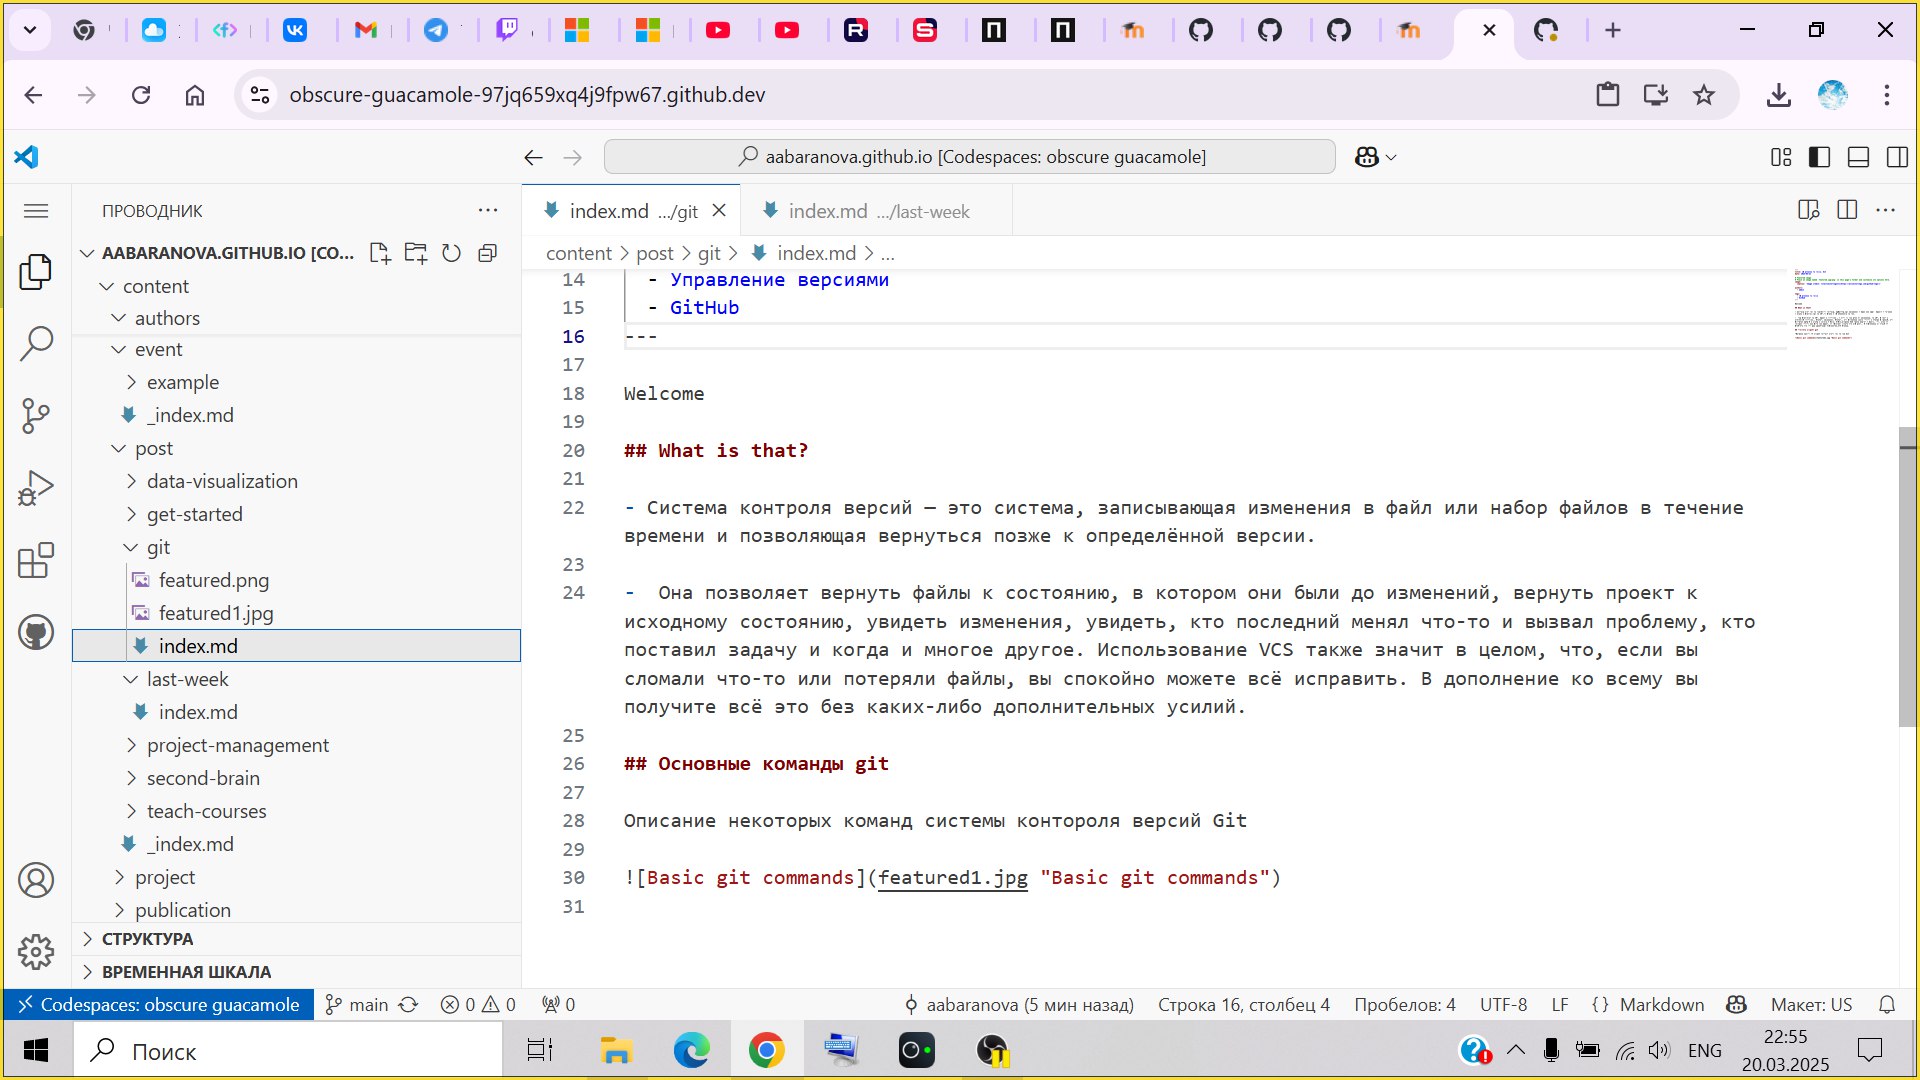 obscure-guacamole-97jq659xq4j9fpw67.github.dev
aabaranova.github.io [Codespaces: obscure guacamole]
ПРОВОДНИК
AABARANOVA.GITHUB.IO [CO...
content
authors
event
example
_index.md
post
data-visualization
get-started
git
featured.png
featured1.jpg
index.md
last-week
index.md
project-management
second-brain
teach-courses
_index.md
project
publication
СТРУКТУРА
ВРЕМЕННАЯ ШКАЛА
index.md .../git
index.md .../last-week
content > post > git > index.md > ...
14 - Управление версиями
15 - GitHub
16 ---
17
18 Welcome
19
20 ## What is that?
21
22 - Система контроля версий — это система, записывающая изменения в файл или набор файлов в течение
времени и позволяющая вернуться позже к определённой версии.
23
24 - Она позволяет вернуть файлы к состоянию, в котором они были до изменений, вернуть проект к
исходному состоянию, увидеть изменения, увидеть, кто последний менял что-то и вызвал проблему, кто
поставил задачу и когда и многое другое. Использование VCS также значит в целом, что, если вы
сломали что-то или потеряли файлы, вы спокойно можете всё исправить. В дополнение ко всему вы
получите всё это без каких-либо дополнительных усилий.
25
26 ## Основные команды git
27
28 Описание некоторых команд системы контороля версий Git
29
30 ![Basic git commands](featured1.jpg "Basic git commands")
31
Codespaces: obscure guacamole
main
0
0
0
aabaranova (5 мин назад)
Строка 16, столбец 4
Пробелов: 4
UTF-8
LF
{} Markdown
Макет: US
Поиск
ENG
22:55
20.03.2025